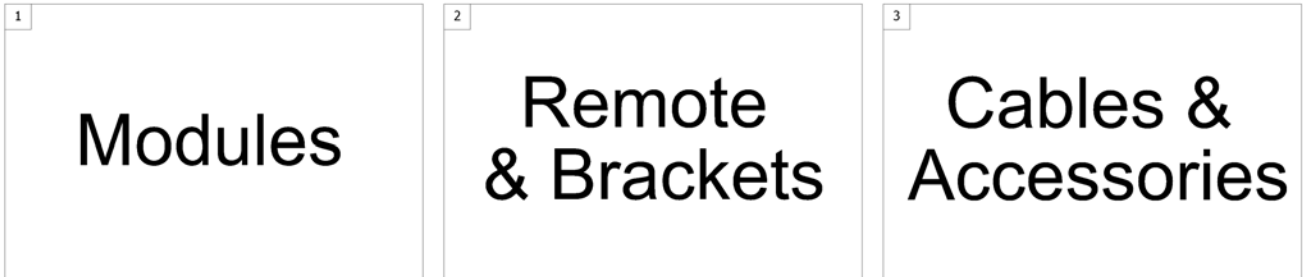 1
Modules
2
Remote
& Brackets
3
Cables &
Accessories